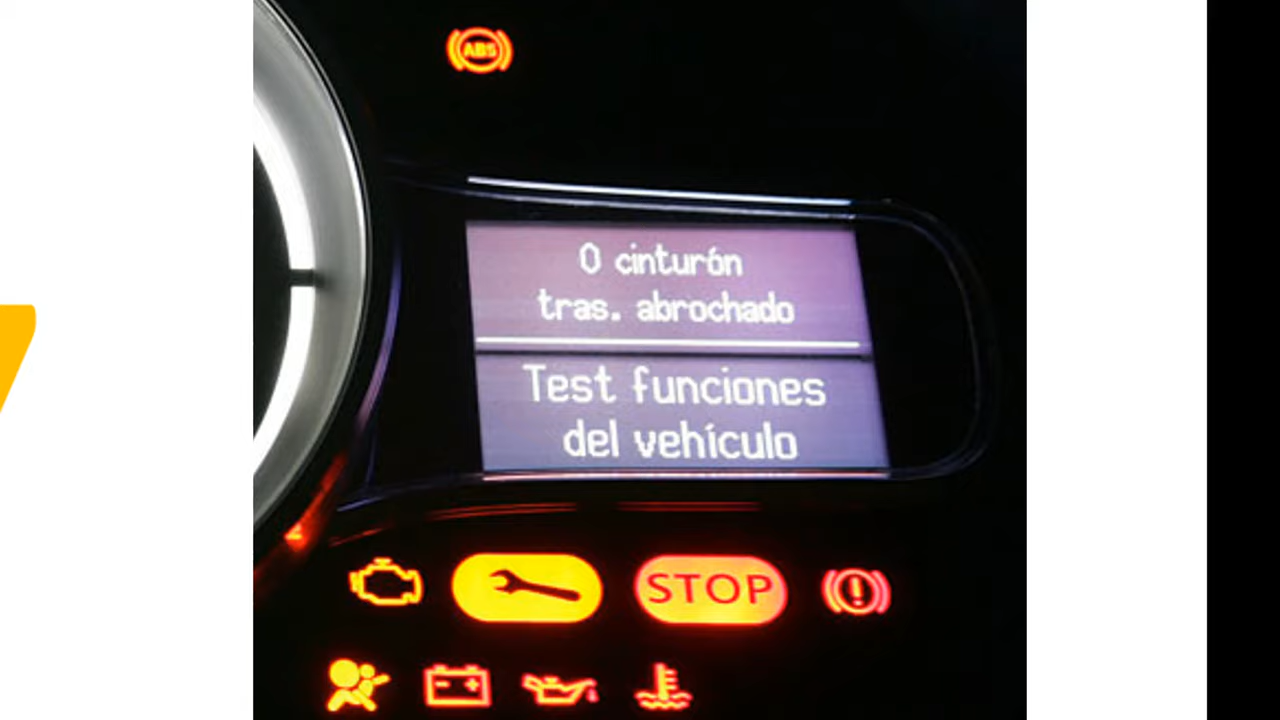 ABS
0 cinturón
tras. abrochado
Test funciones
del vehículo
STOP